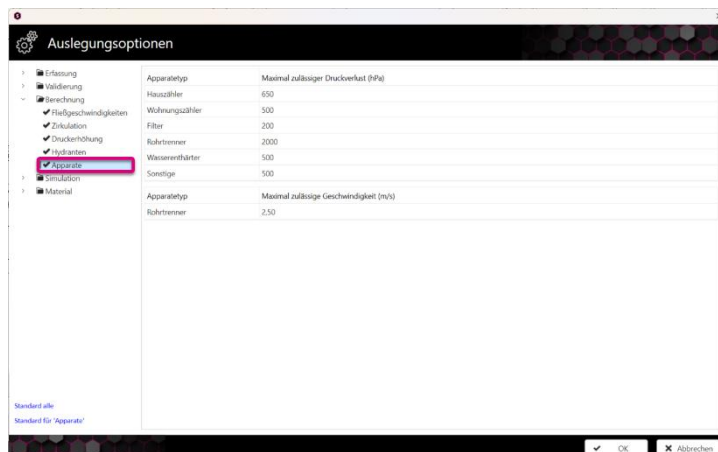 Auslegungsoptionen
Erfassung
Validierung
Berechnung
Fließgeschwindigkeiten
Zirkulation
Druckerhöhung
Hydranten
Apparate
Simulation
Material
Apparatetyp Maximal zulässiger Druckverlust (hPa)
Hauszähler 650
Wohnungszähler 500
Filter 200
Rohrtrenner 2000
Wasserenthärter 500
Sonstige 500
Apparatetyp Maximal zulässige Geschwindigkeit (m/s)
Rohrtrenner 2,50
Standard alle
Standard für 'Apparate'
OK Abbrechen